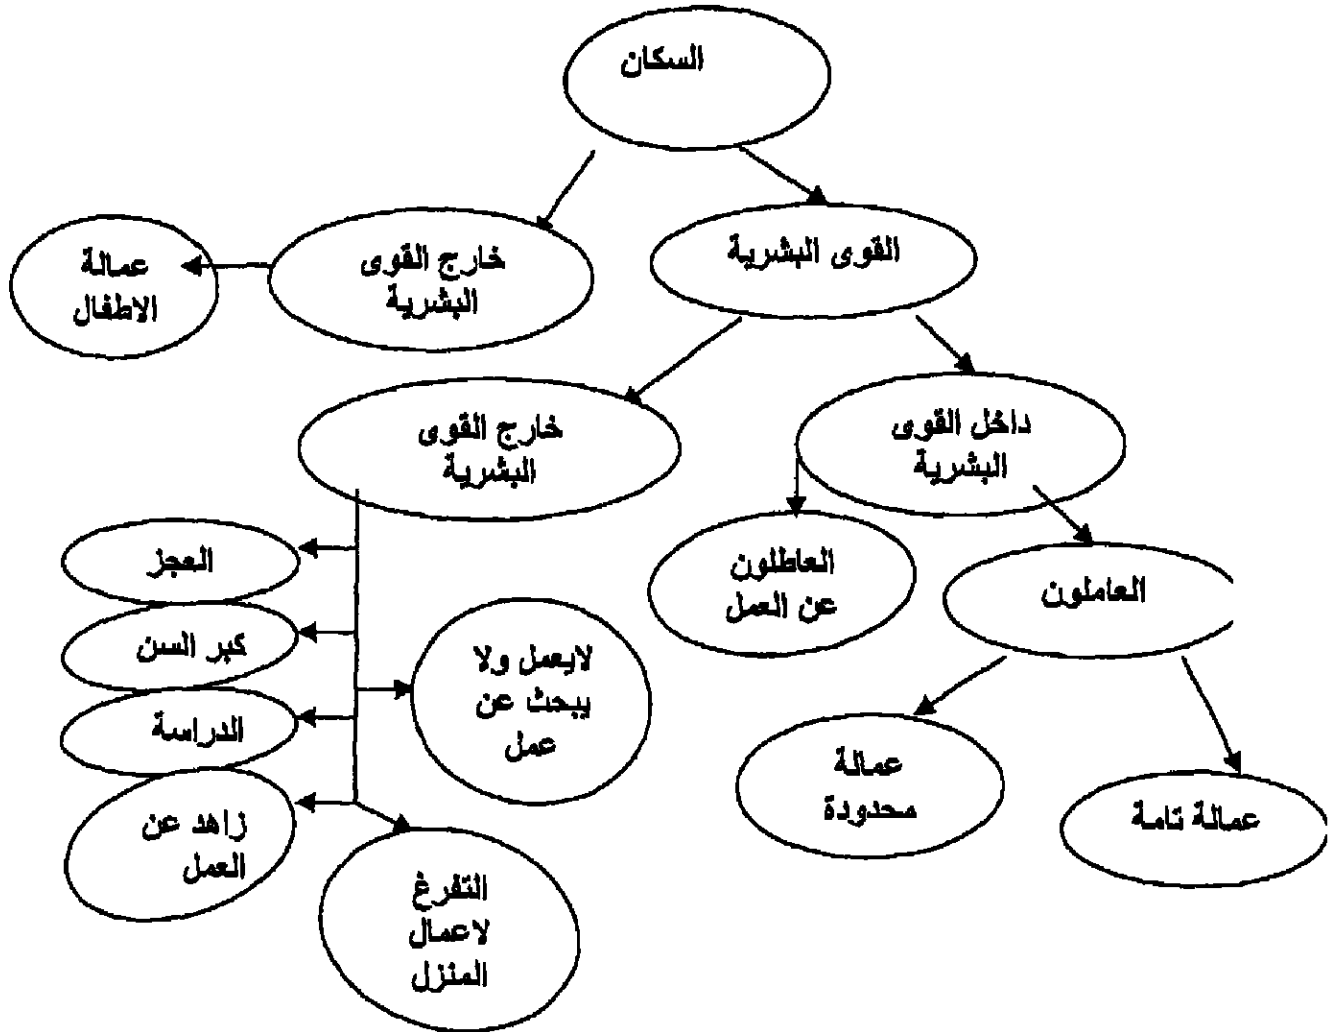 السكان
القوى البشرية
خارج القوى
البشرية
عمالة
الاطفال
داخل القوى
البشرية
خارج القوى
البشرية
العاطلون
عن العمل
العاملون
العجز
كبر السن
الدراسة
زاهد عن
العمل
لايعمل ولا
يبحث عن
عمل
التفرغ
لاعمال
المنزل
عمالة
محدودة
عمالة تامة